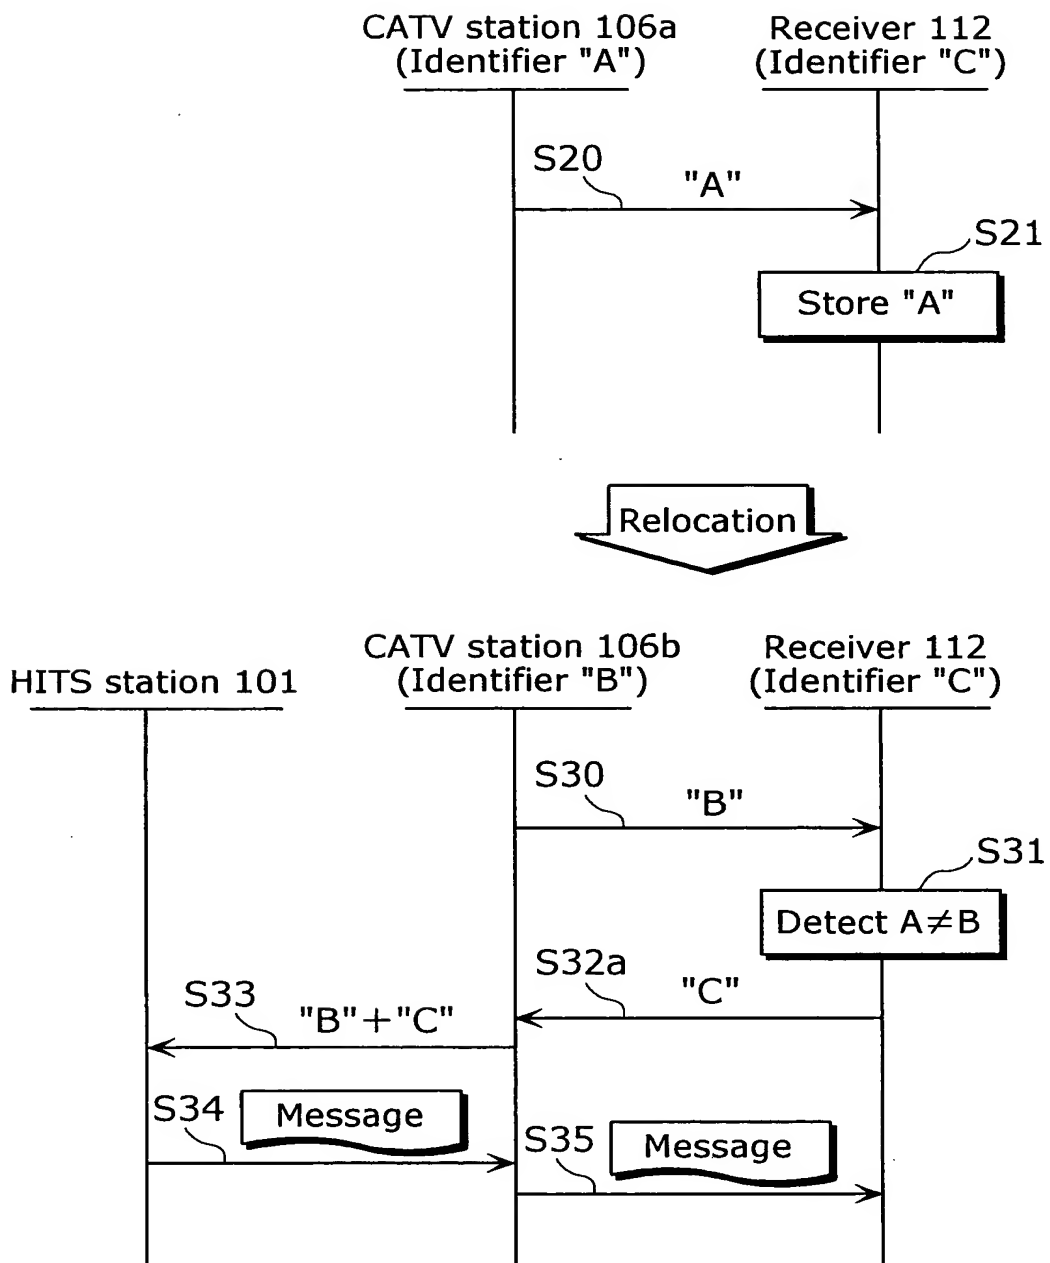 CATV station 106a
(Identifier "A")
Receiver 112
(Identifier "C")
S20
"A"
S21
Store "A"
Relocation
HITS station 101
CATV station 106b
(Identifier "B")
Receiver 112
(Identifier "C")
S30
"B"
S31
Detect A≠B
S32a
"C"
S33
"B"+"C"
S34
Message
S35
Message